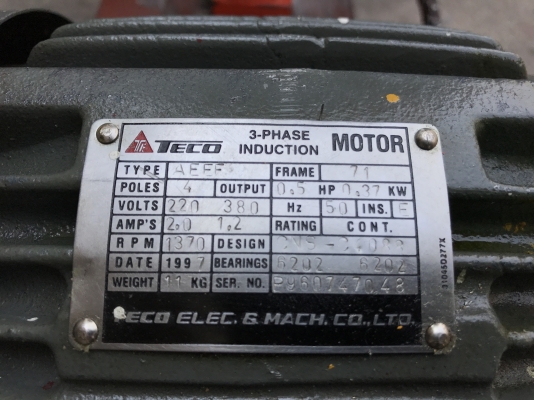 TECO 3-PHASE INDUCTION MOTOR
TYPE AEEF FRAME 71
POLES 4 OUTPUT 0.5 HP 0.37 KW
VOLTS 220 380 Hz 50 INS. E
AMP'S 2.0 1.2 RATING CONT.
RPM 1370 DESIGN
DATE 1997 BEARINGS 6202 6202
WEIGHT 11 KG SER. NO.
TECO ELEC. & MACH. CO., LTD.
310450277X